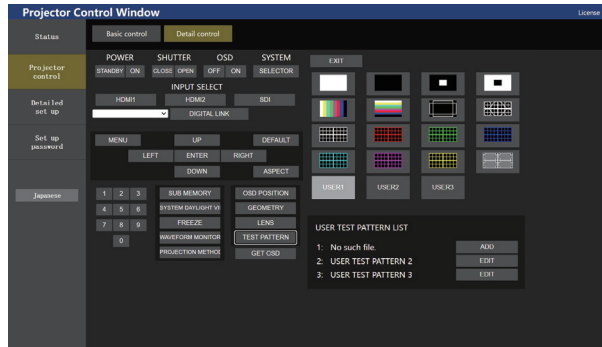 Projector Control Window
License
Status
Projector control
Detailed set up
Set up password
Japanese
Basic control
Detail control
POWER SHUTTER OSD SYSTEM
STANDBY ON CLOSE OPEN OFF ON SELECTOR
INPUT SELECT
HDMI1 HDMI2 SDI
DIGITAL LINK
MENU UP DEFAULT
LEFT ENTER RIGHT
DOWN ASPECT
1 2 3
4 5 6
7 8 9
0
SUB MEMORY
SYSTEM DAYLIGHT VI
FREEZE
WAVEFORM MONITOR
PROJECTION METHOD
OSD POSITION
GEOMETRY
LENS
TEST PATTERN
GET OSD
EXIT
USER1 USER2 USER3
USER TEST PATTERN LIST
1: No such file. ADD
2: USER TEST PATTERN 2 EDIT
3: USER TEST PATTERN 3 EDIT